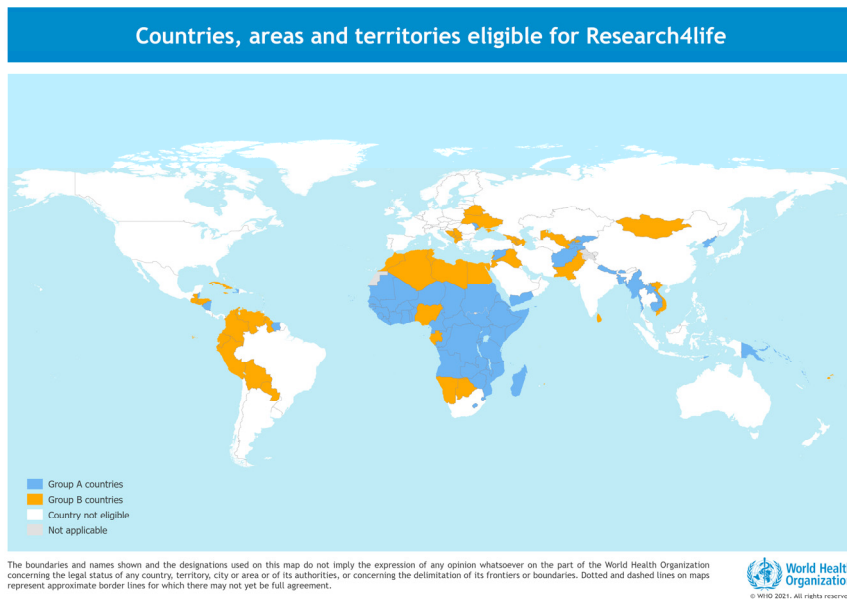 Countries, areas and territories eligible for Research4life
Group A countries
Group B countries
Country not eligible
Not applicable
The boundaries and names shown and the designations used on this map do not imply the expression of any opinion whatsoever on the part of the World Health Organization
concerning the legal status of any country, territory, city or area or of its authorities, or concerning the delimitation of its frontiers or boundaries. Dotted and dashed lines on maps
represent approximate border lines for which there may not yet be full agreement.
World Healt
Organizatio
© WHO 2021. All rights reserve